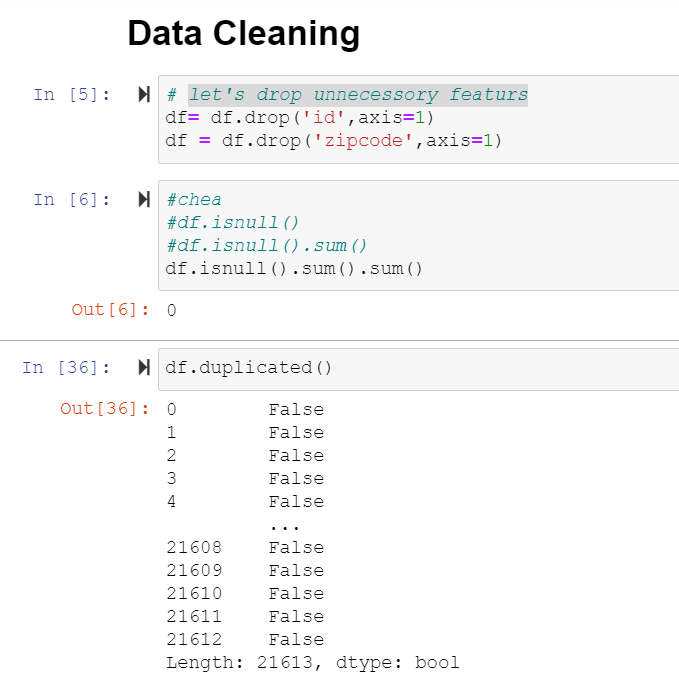 Data Cleaning
In [5]: # let's drop unnecessory featurs
df= df.drop('id',axis=1)
df = df.drop('zipcode',axis=1)
In [6]: #chea
#df.isnull()
#df.isnull().sum()
df.isnull().sum().sum()
Out[6]: 0
In [36]: df.duplicated()
Out[36]: 0 False
1 False
2 False
3 False
4 False
...
21608 False
21609 False
21610 False
21611 False
21612 False
Length: 21613, dtype: bool